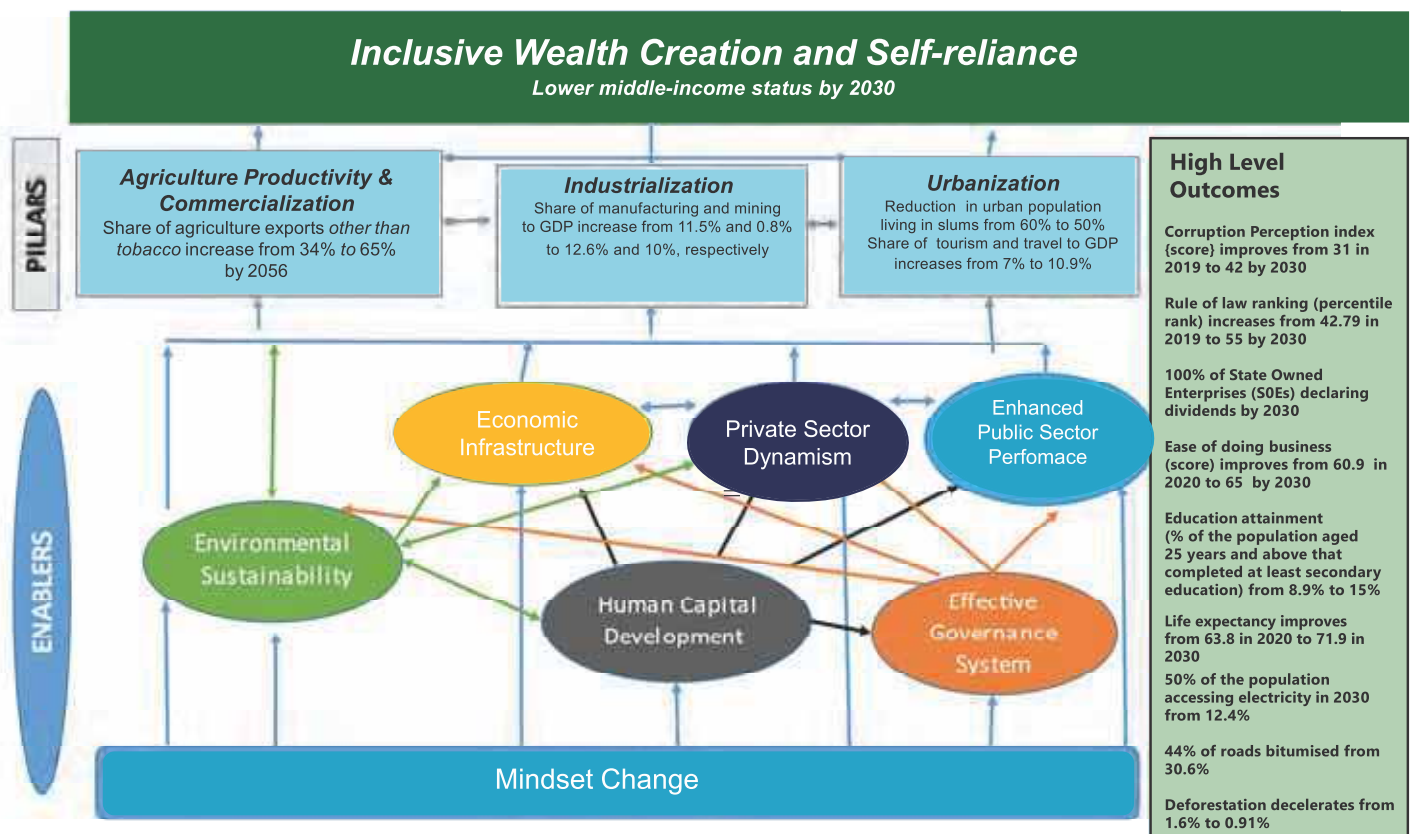 Inclusive Wealth Creation and Self-reliance
Lower middle-income status by 2030
PILLARS
Agriculture Productivity &
Commercialization
Share of agriculture exports other than
tobacco increase from 34% to 65%
by 2056
Industrialization
Share of manufacturing and mining
to GDP increase from 11.5% and 0.8%
to 12.6% and 10%, respectively
Urbanization
Reduction in urban population
living in slums from 60% to 50%
Share of tourism and travel to GDP
increases from 7% to 10.9%
ENABLERS
Economic
Infrastructure
Private Sector
Dynamism
Enhanced
Public Sector
Perfomace
Environmental
Sustainability
Human Capital
Development
Effective
Governance
System
Mindset Change
High Level
Outcomes
Corruption Perception index
{score} improves from 31 in
2019 to 42 by 2030
Rule of law ranking (percentile
rank) increases from 42.79 in
2019 to 55 by 2030
100% of State Owned
Enterprises (S0Es) declaring
dividends by 2030
Ease of doing business
(score) improves from 60.9 in
2020 to 65 by 2030
Education attainment
(% of the population aged
25 years and above that
completed at least secondary
education) from 8.9% to 15%
Life expectancy improves
from 63.8 in 2020 to 71.9 in
2030
50% of the population
accessing electricity in 2030
from 12.4%
44% of roads bitumised from
30.6%
Deforestation decelerates from
1.6% to 0.91%